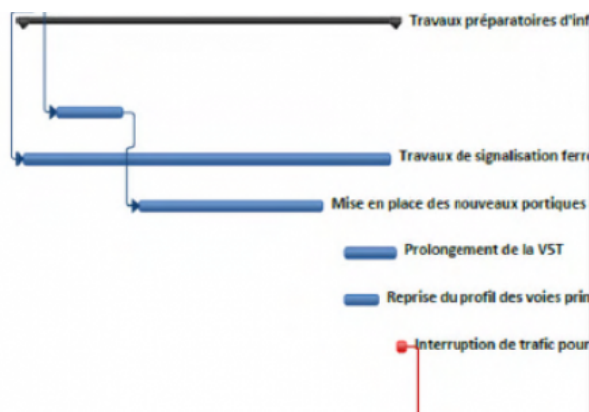 Travaux préparatoires d'inf
Travaux de signalisation ferro
Mise en place des nouveaux portiques
Prolongement de la VST
Reprise du profil des voies prin
Interruption de trafic pour